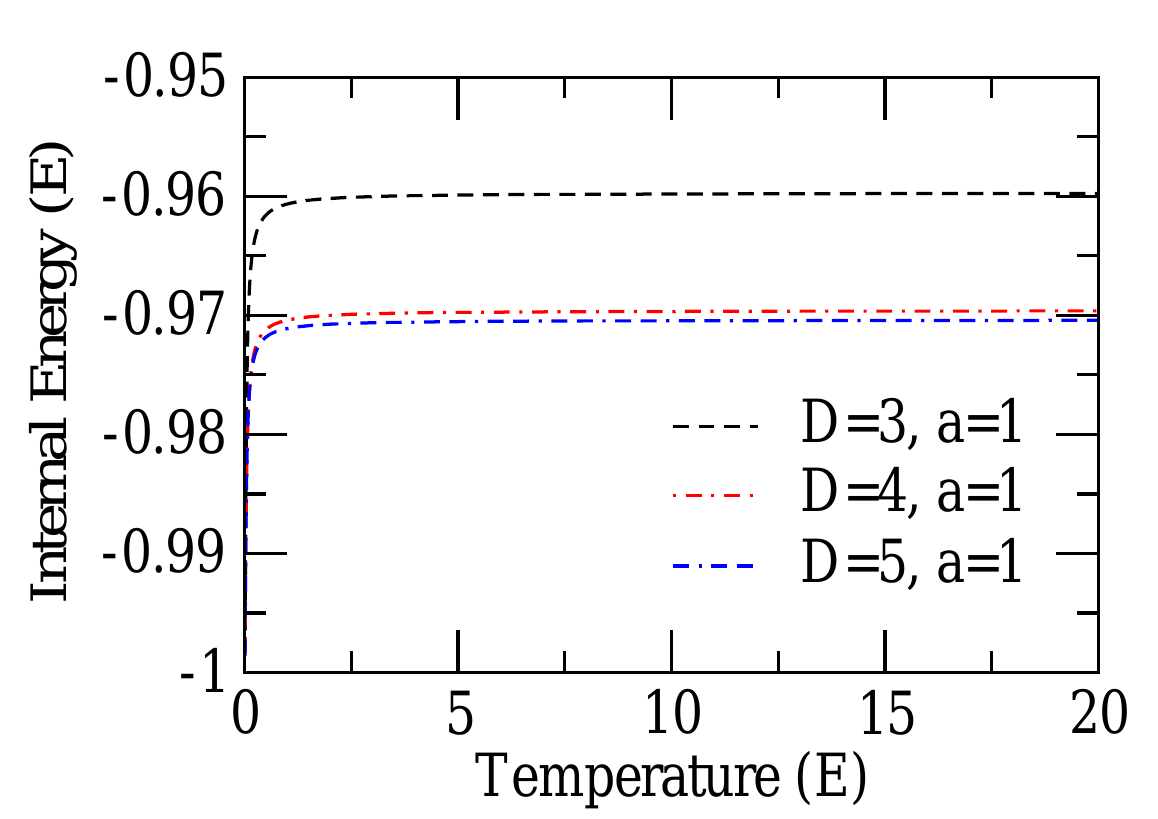 -0.95
-0.96
-0.97
-0.98
-0.99
-1
Internal Energy (E)
D=3, a=1
D=4, a=1
D=5, a=1
0 5 10 15 20
Temperature (E)